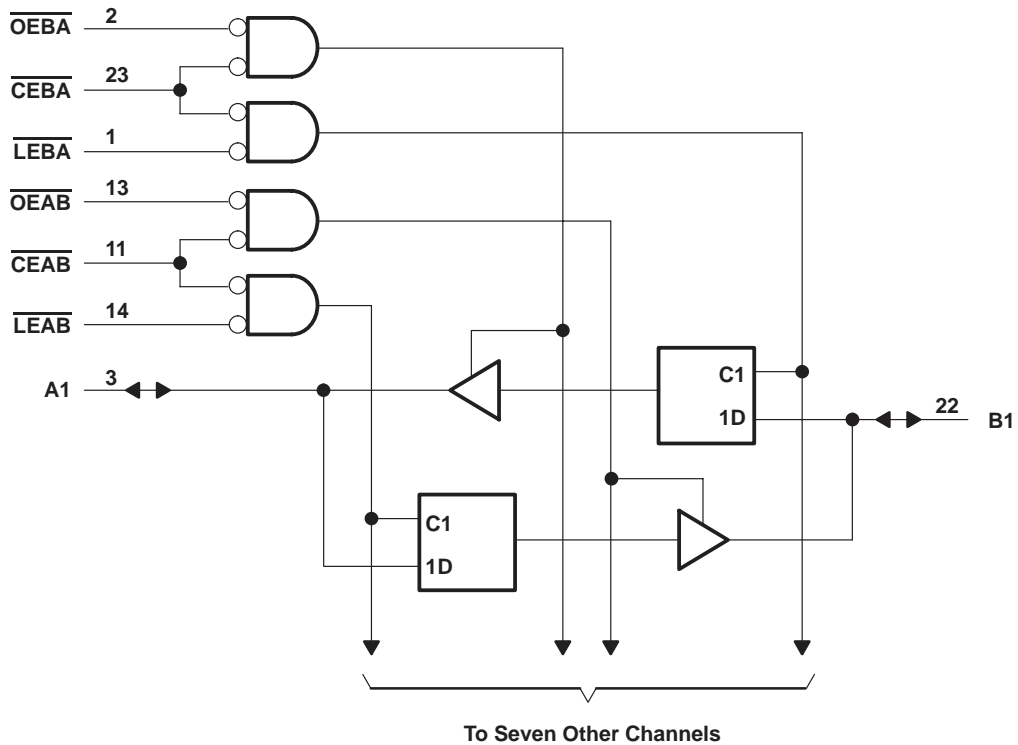 OEBA 2
CEBA 23
LEBA 1
OEAB 13
CEAB 11
LEAB 14
A1 3
C1
1D
22 B1
C1
1D
To Seven Other Channels